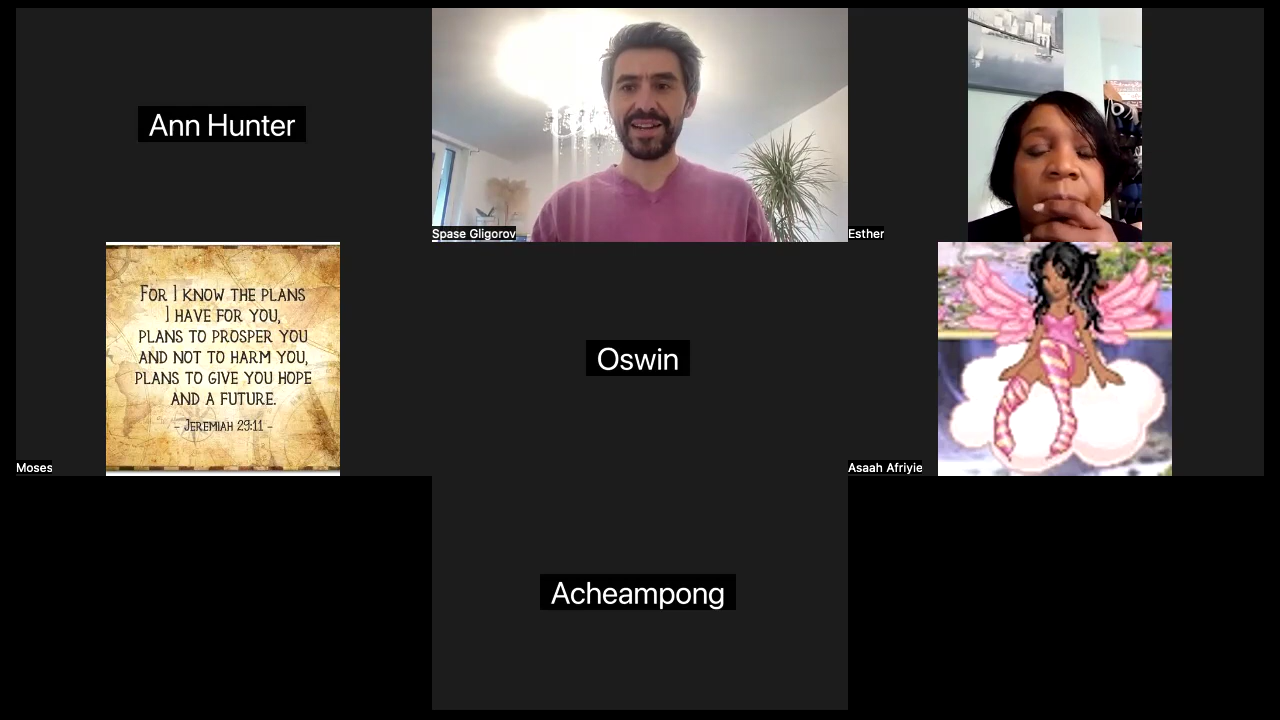 Ann Hunter
Spase Gligorov
Esther
FOR I KNOW THE PLANS
I HAVE FOR YOU,
PLANS TO PROSPER YOU
AND NOT TO HARM YOU,
PLANS TO GIVE YOU HOPE
AND A FUTURE.
– JEREMIAH 29:11 –
Moses
Oswin
Asaah Afriyie
Acheampong